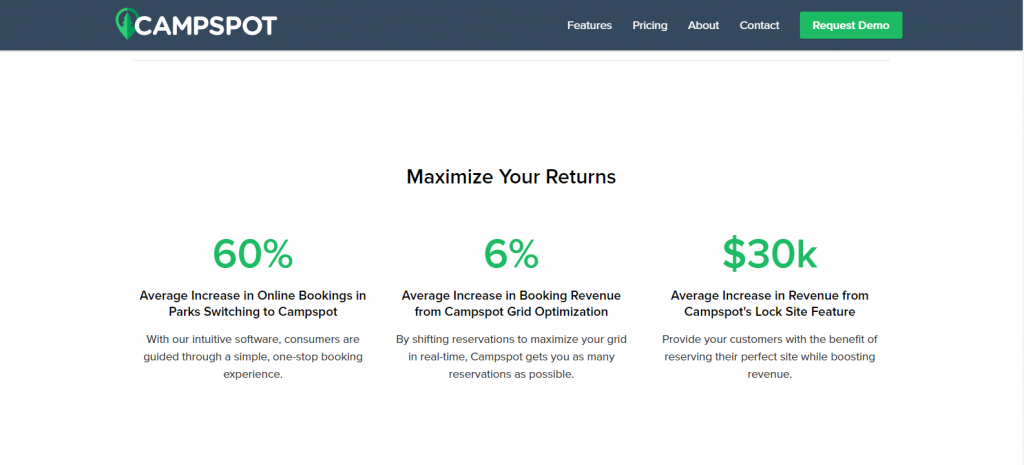 CAMPSPOT
Features Pricing About Contact Request Demo
Maximize Your Returns
60%
Average Increase in Online Bookings in
Parks Switching to Campspot
With our intuitive software, consumers are
guided through a simple, one-stop booking
experience.
6%
Average Increase in Booking Revenue
from Campspot Grid Optimization
By shifting reservations to maximize your grid
in real-time, Campspot gets you as many
reservations as possible.
$30k
Average Increase in Revenue from
Campspot's Lock Site Feature
Provide your customers with the benefit of
reserving their perfect site while boosting
revenue.